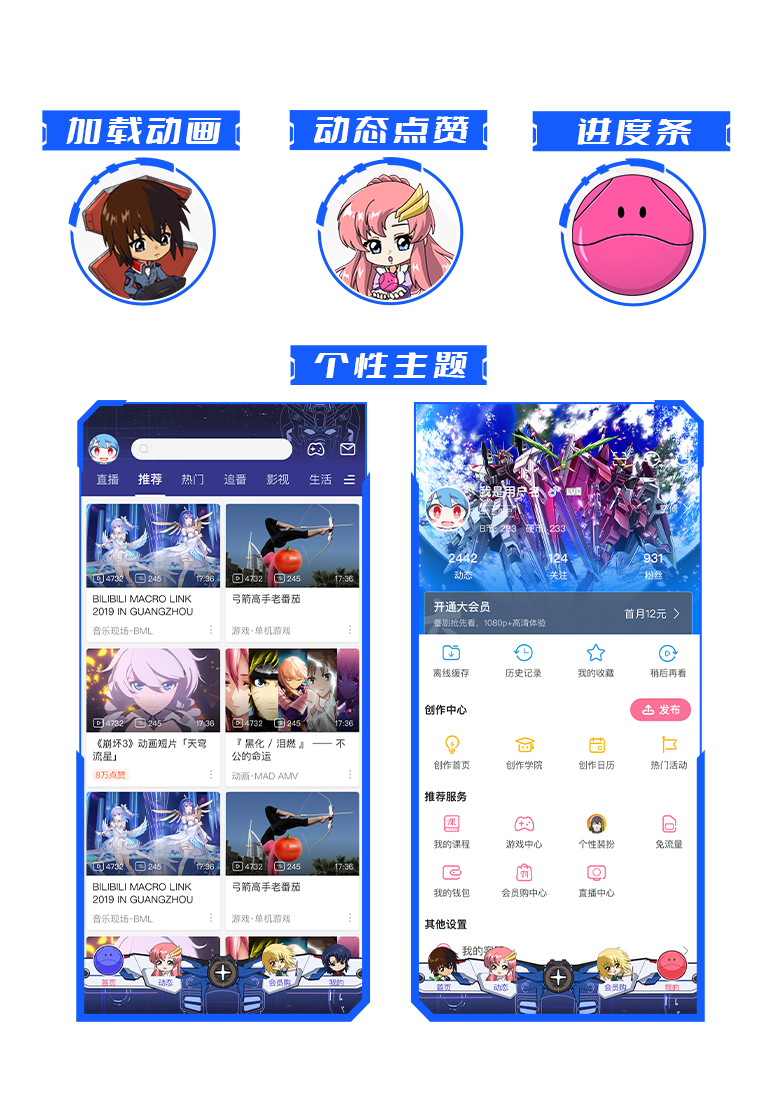 加载动画
动态点赞
进度条
个性主题
直播 推荐 热门 追番 影视 生活
4732 245 17:36
4732 245 17:36
BILIBILI MACRO LINK
2019 IN GUANGZHOU
音乐现场·BML
弓箭高手老番茄
游戏·单机游戏
4732 245 17:36
4732 245 17:36
《崩坏3》动画短片「天穹
流星」
8万点赞
『 黑化 / 泪燃 』 —— 不
公的命运
动画·MAD AMV
4732 245 17:36
4732 245 17:36
BILIBILI MACRO LINK
2019 IN GUANGZHOU
音乐现场·BML
弓箭高手老番茄
游戏·单机游戏
首页 动态 会员购 我的
我是用户名
B币: 233 硬币: 233
空间
2442 124 931
动态 关注 粉丝
开通大会员
番剧抢先看，1080p+高清体验
首月12元
离线缓存 历史记录 我的收藏 稍后再看
创作中心
发布
创作首页 创作学院 创作日历 热门活动
推荐服务
课
我的课程 游戏中心 个性装扮 免流量
我的钱包 会员购中心 直播中心
其他设置
我的客服
首页 动态 会员购 我的